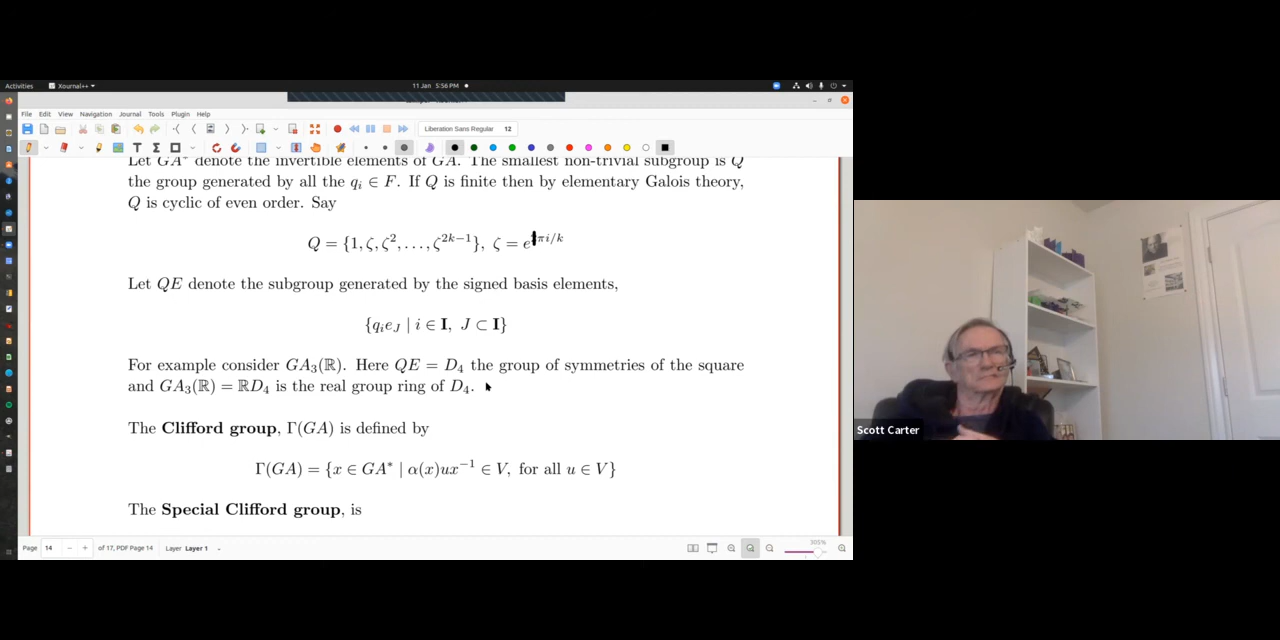 Activities Xournal++ 11 Jan 5:56 PM
File Edit View Navigation Journal Tools Plugin Help
Liberation Sans Regular 12
Let GA* denote the invertible elements of GA. The smallest non-trivial subgroup is Q
the group generated by all the qᵢ ∈ F. If Q is finite then by elementary Galois theory,
Q is cyclic of even order. Say
Q = {1, ζ, ζ², . . . , ζ²ᵏ⁻¹}, ζ = e^{πi/k}
Let QE denote the subgroup generated by the signed basis elements,
{qᵢe_J | i ∈ I, J ⊂ I}
For example consider GA₃(ℝ). Here QE = D₄ the group of symmetries of the square
and GA₃(ℝ) = ℝD₄ is the real group ring of D₄.
The Clifford group, Γ(GA) is defined by
Γ(GA) = {x ∈ GA* | α(x)ux⁻¹ ∈ V, for all u ∈ V}
The Special Clifford group, is
Scott Carter
Page 14 of 17, PDF Page 14 Layer Layer 1 305%